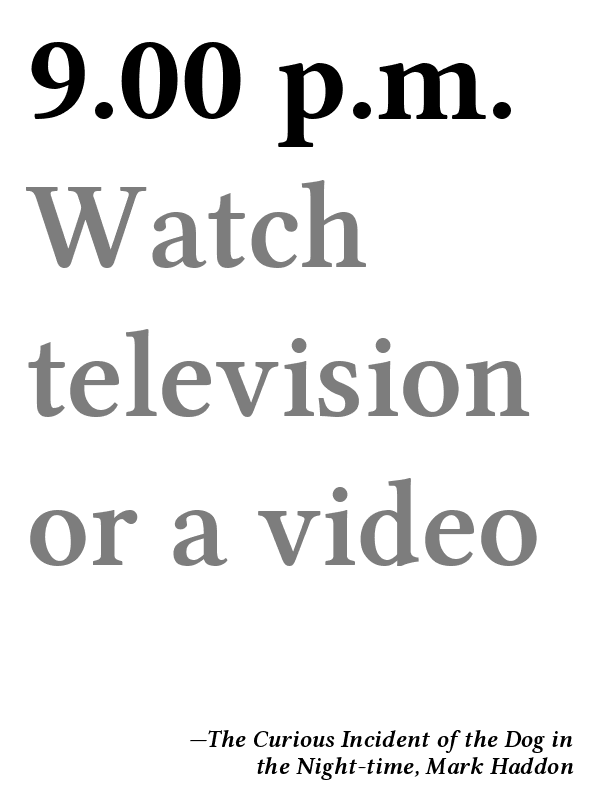 9.00 p.m.
Watch
television
or a video
—The Curious Incident of the Dog in
the Night-time, Mark Haddon